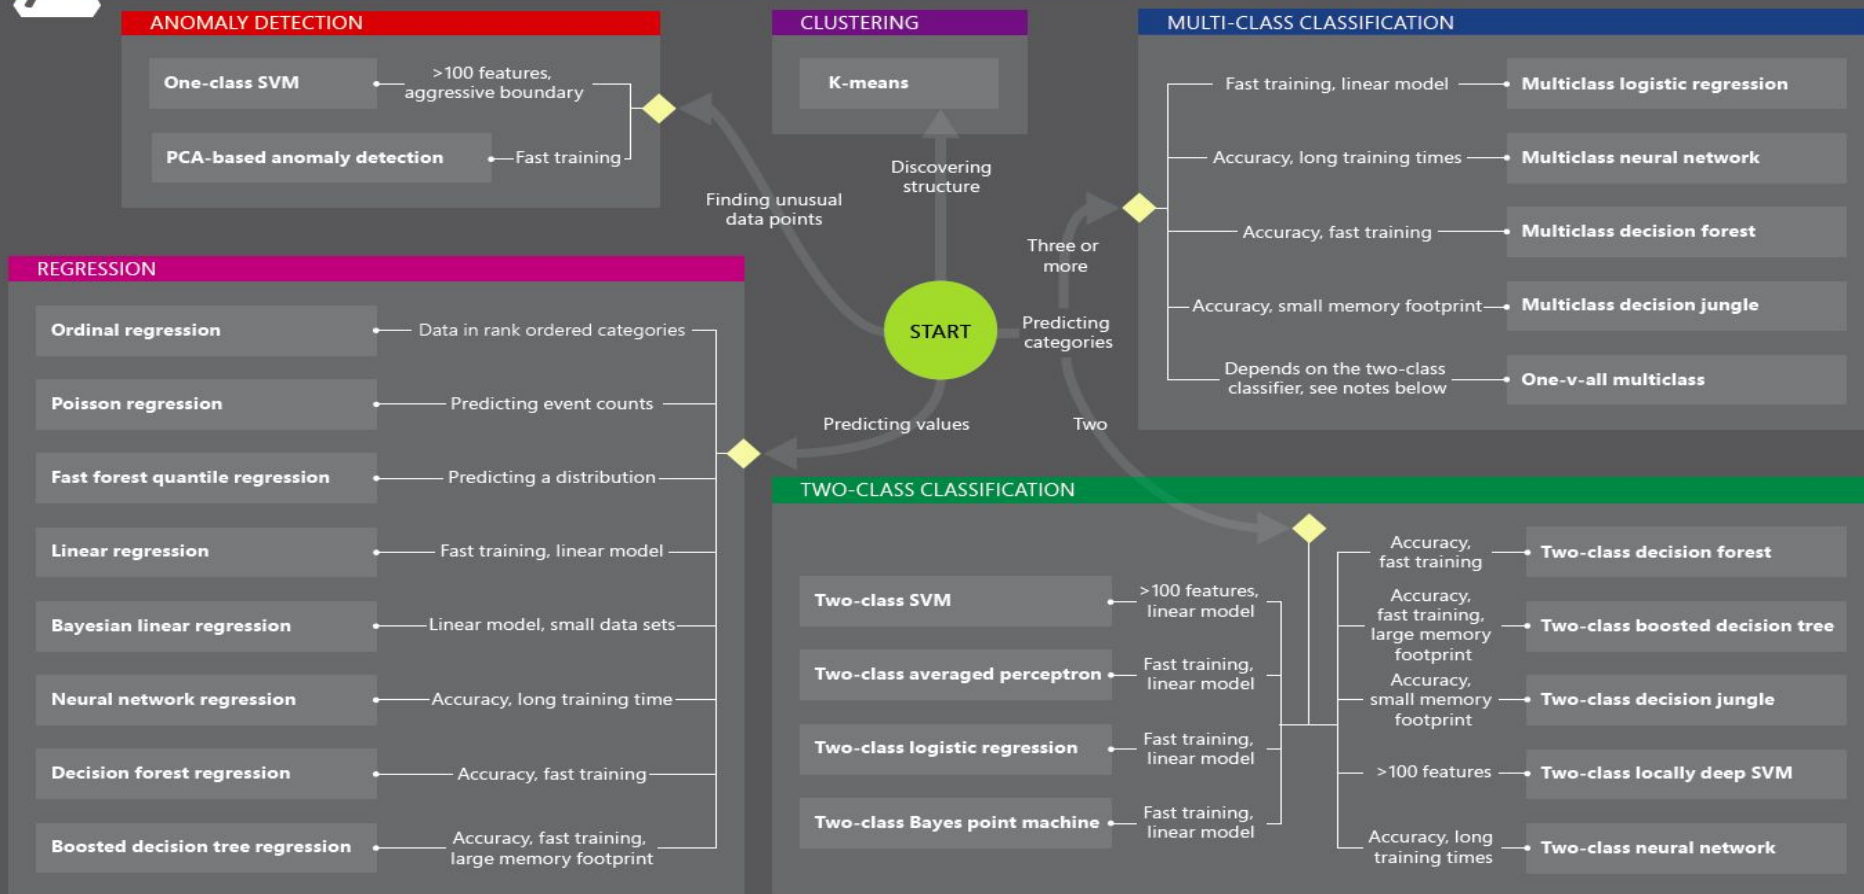 ANOMALY DETECTION
One-class SVM
>100 features,
aggressive boundary
PCA-based anomaly detection
Fast training
CLUSTERING
K-means
MULTI-CLASS CLASSIFICATION
Fast training, linear model
Multiclass logistic regression
Accuracy, long training times
Multiclass neural network
Accuracy, fast training
Multiclass decision forest
Accuracy, small memory footprint
Multiclass decision jungle
Depends on the two-class
classifier, see notes below
One-v-all multiclass
Finding unusual
data points
Discovering
structure
Three or
more
START
Predicting
categories
Predicting values
Two
REGRESSION
Ordinal regression
Data in rank ordered categories
Poisson regression
Predicting event counts
Fast forest quantile regression
Predicting a distribution
Linear regression
Fast training, linear model
Bayesian linear regression
Linear model, small data sets
Neural network regression
Accuracy, long training time
Decision forest regression
Accuracy, fast training
Boosted decision tree regression
Accuracy, fast training,
large memory footprint
TWO-CLASS CLASSIFICATION
Two-class SVM
>100 features,
linear model
Two-class averaged perceptron
Fast training,
linear model
Two-class logistic regression
Fast training,
linear model
Two-class Bayes point machine
Fast training,
linear model
Accuracy,
fast training
Two-class decision forest
Accuracy,
fast training,
large memory
footprint
Two-class boosted decision tree
Accuracy,
small memory
footprint
Two-class decision jungle
>100 features
Two-class locally deep SVM
Accuracy, long
training times
Two-class neural network